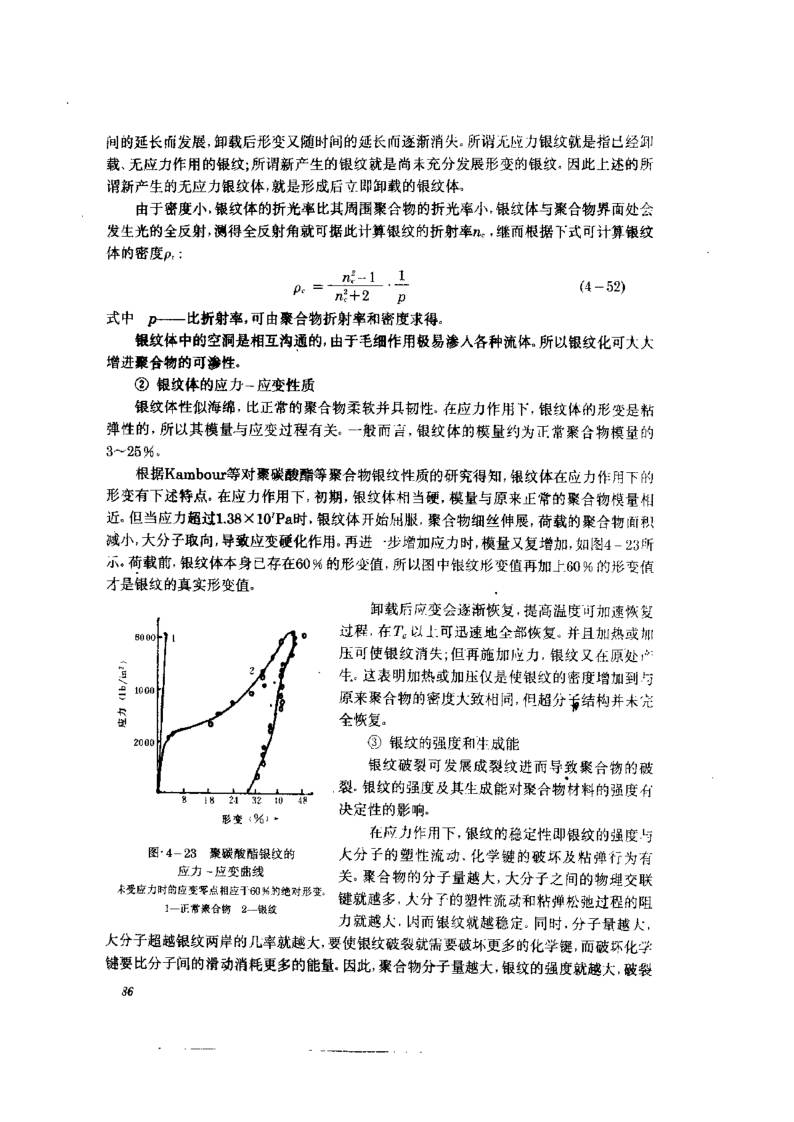 间的延长而发展,卸载后形变又随时间的延长而逐渐消失。所谓无应力银纹就是指已经卸
载、无应力作用的银纹;所谓新产生的银纹就是尚未充分发展形变的银纹。因此上述的所
谓新产生的无应力银纹体,就是形成后立即卸载的银纹体。
由于密度小,银纹体的折光率比其周围聚合物的折光率小,银纹体与聚合物界面处会
发生光的全反射,测得全反射角就可据此计算银纹的折射率n_c,继而根据下式可计算银纹
体的密度ρ_c:
ρ_c = (n_c²-1)/(n_c²+2) · 1/p (4-52)
式中 p——比折射率,可由聚合物折射率和密度求得。
银纹体中的空洞是相互沟通的,由于毛细作用极易渗入各种流体。所以银纹化可大大
增进聚合物的可渗性。
② 银纹体的应力-应变性质
银纹体性似海绵,比正常的聚合物柔软并具韧性。在应力作用下,银纹体的形变是粘
弹性的,所以其模量与应变过程有关。一般而言,银纹体的模量约为正常聚合物模量的
3~25%。
根据Kambour等对聚碳酸酯等聚合物银纹性质的研究得知,银纹体在应力作用下的
形变有下述特点。在应力作用下,初期,银纹体相当硬,模量与原来正常的聚合物模量相
近。但当应力超过1.38×10⁷Pa时,银纹体开始屈服,聚合物细丝伸展,荷载的聚合物面积
减小,大分子取向,导致应变硬化作用。再进一步增加应力时,模量又复增加,如图4-23所
示。荷载前,银纹体本身已存在60%的形变值,所以图中银纹形变值再加上60%的形变值
才是银纹的真实形变值。
8000
1000
2000
应力 (lb/in²)
1
2
8 18 24 32 10 48
形变 (%)
图·4-23 聚碳酸酯银纹的
应力-应变曲线
未受应力时的应变零点相应于60%的绝对形变。
1—正常聚合物 2—银纹
卸载后应变会逐渐恢复,提高温度可加速恢复
过程,在T_g以上可迅速地全部恢复。并且加热或加
压可使银纹消失;但再施加应力,银纹又在原处产
生。这表明加热或加压仅是使银纹的密度增加到与
原来聚合物的密度大致相同,但超分子结构并未完
全恢复。
③ 银纹的强度和生成能
银纹破裂可发展成裂纹进而导致聚合物的破
裂。银纹的强度及其生成能对聚合物材料的强度有
决定性的影响。
在应力作用下,银纹的稳定性即银纹的强度与
大分子的塑性流动、化学键的破坏及粘弹行为有
关。聚合物的分子量越大,大分子之间的物理交联
键就越多,大分子的塑性流动和粘弹松弛过程的阻
力就越大,因而银纹就越稳定。同时,分子量越大,
大分子超越银纹两岸的几率就越大,要使银纹破裂就需要破坏更多的化学键,而破坏化学
键要比分子间的滑动消耗更多的能量。因此,聚合物分子量越大,银纹的强度就越大,破裂
86